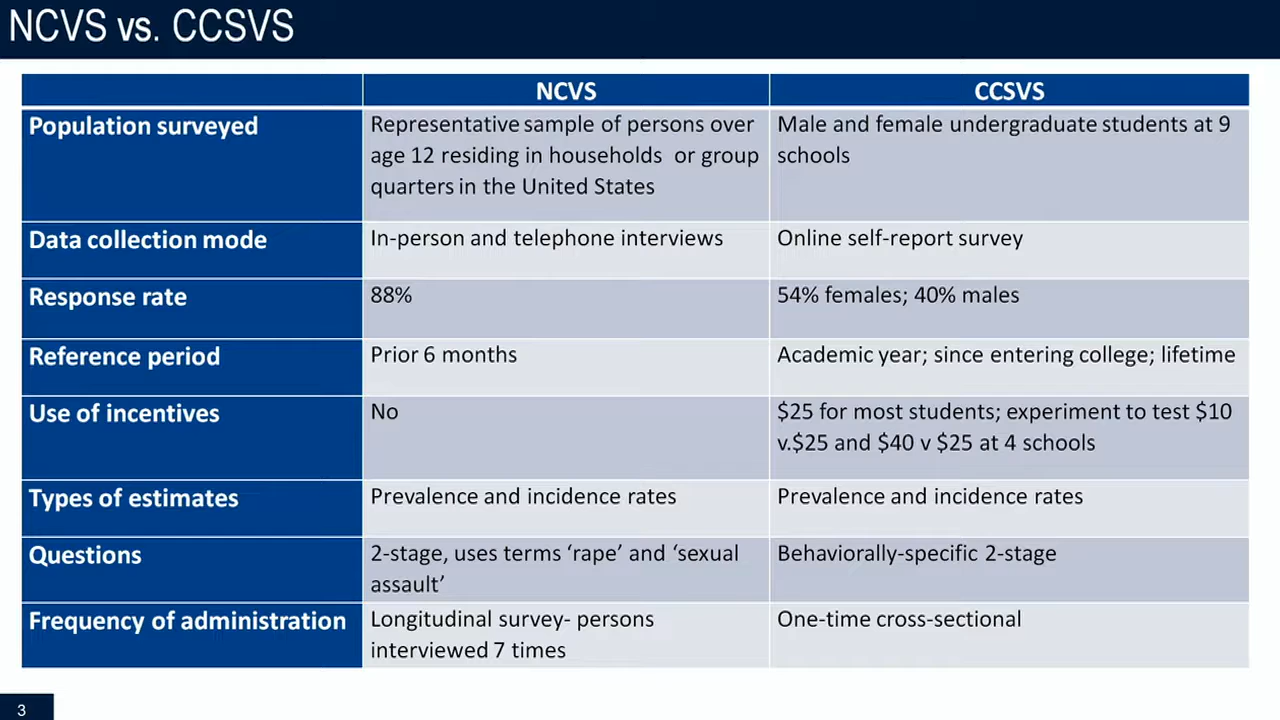 NCVS vs. CCSVS
NCVS
CCSVS
Population surveyed
Representative sample of persons over
age 12 residing in households or group
quarters in the United States
Male and female undergraduate students at 9
schools
Data collection mode
In-person and telephone interviews
Online self-report survey
Response rate
88%
54% females; 40% males
Reference period
Prior 6 months
Academic year; since entering college; lifetime
Use of incentives
No
$25 for most students; experiment to test $10
v.$25 and $40 v $25 at 4 schools
Types of estimates
Prevalence and incidence rates
Prevalence and incidence rates
Questions
2-stage, uses terms ‘rape’ and ‘sexual
assault’
Behaviorally-specific 2-stage
Frequency of administration
Longitudinal survey- persons
interviewed 7 times
One-time cross-sectional
3